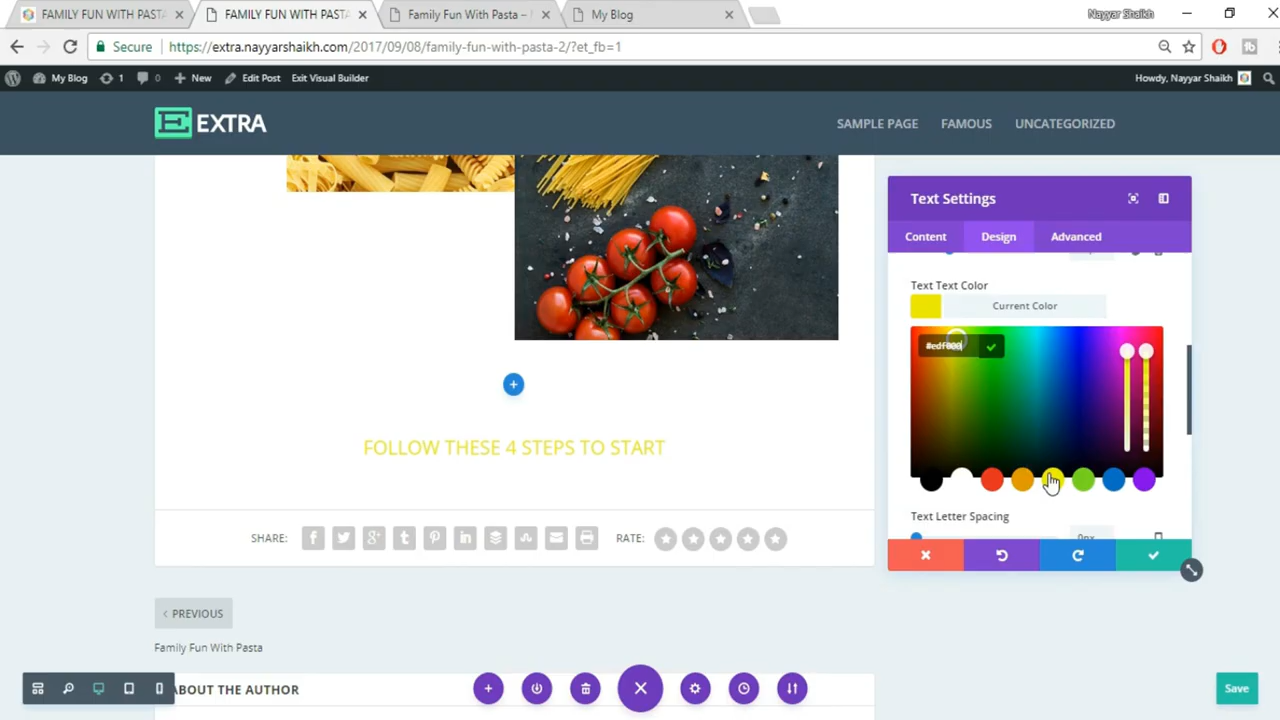 FAMILY FUN WITH PASTA
FAMILY FUN WITH PASTA
Family Fun With Pasta –
My Blog
Nayyar Shaikh
Secure
https://extra.nayyarshaikh.com/2017/09/08/family-fun-with-pasta-2/?et_fb=1
My Blog
1
0
New
Edit Post
Exit Visual Builder
Howdy, Nayyar Shaikh
E EXTRA
SAMPLE PAGE
FAMOUS
UNCATEGORIZED
Text Settings
Content
Design
Advanced
Text Text Color
Current Color
#edf000
Text Letter Spacing
0px
FOLLOW THESE 4 STEPS TO START
SHARE:
RATE:
< PREVIOUS
Family Fun With Pasta
ABOUT THE AUTHOR
Save